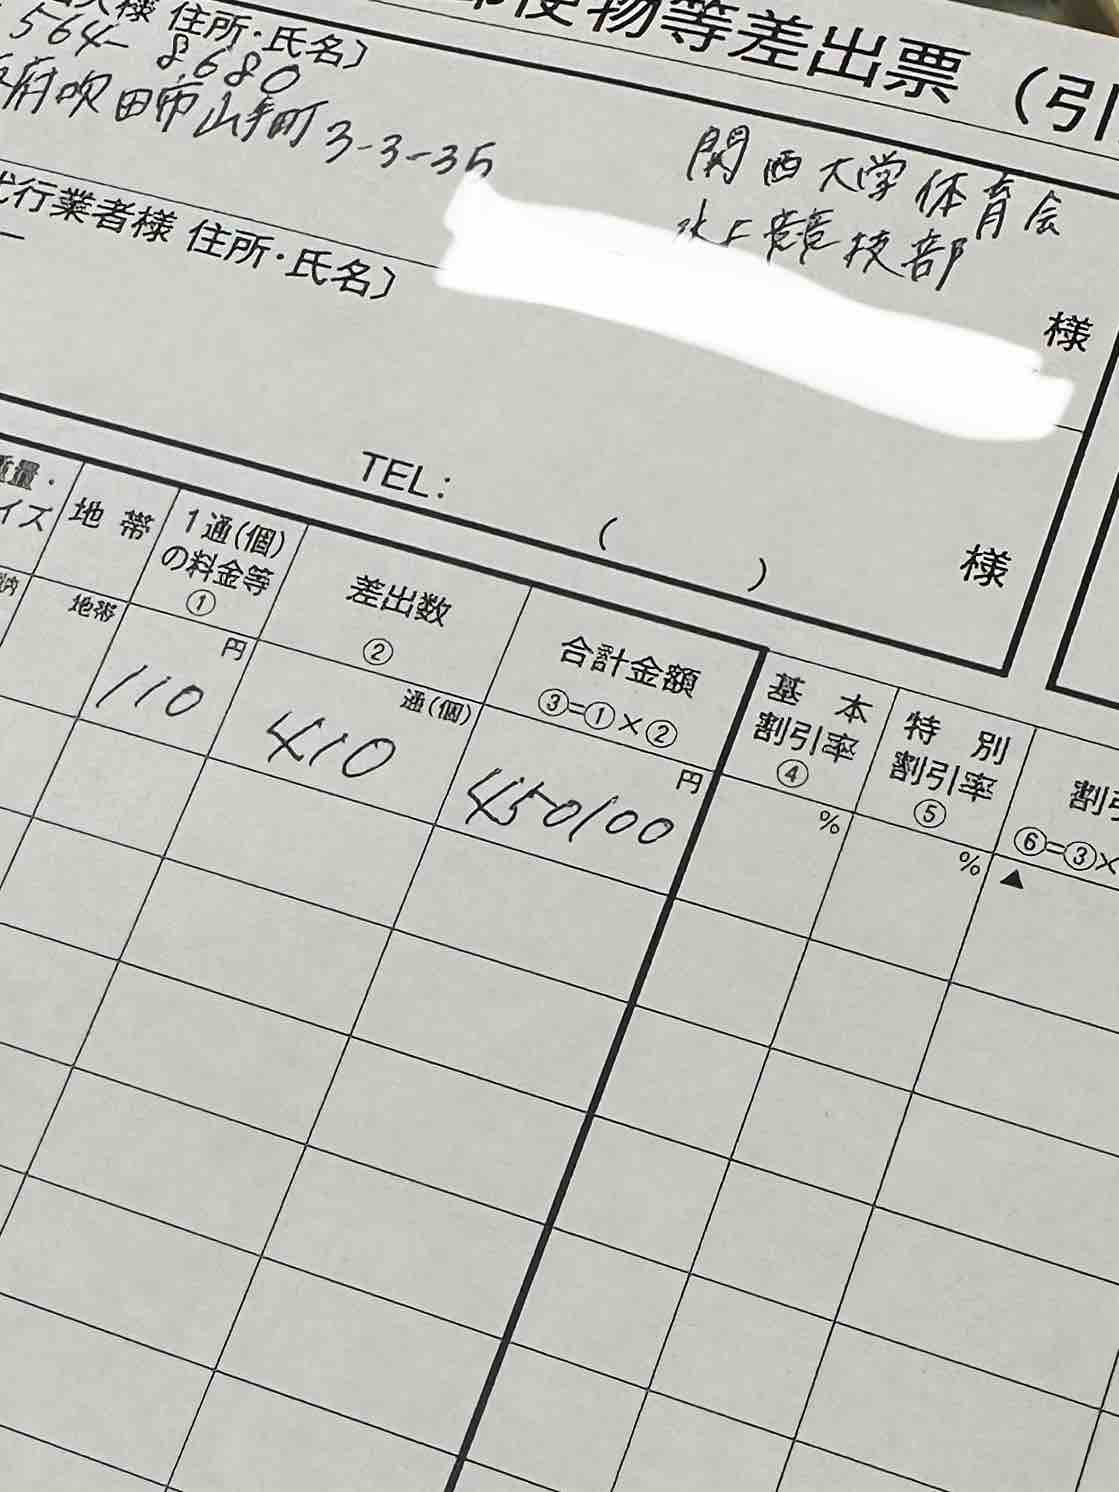 郵便物等差出票（引
様 住所・氏名〕
564-8680
府吹田市山手町3-3-35
関西大学体育会
水上競技部
様
代行業者様 住所・氏名〕
TEL:
( )
様
重量・
イズ
地帯
1通(個)
の料金等
①
差出数
②
合計金額
③=①×②
基本
割引率
④
特別
割引率
⑤
割引
⑥=③×
地帯
円
110
通(個)
410
円
450100
%
%
▲